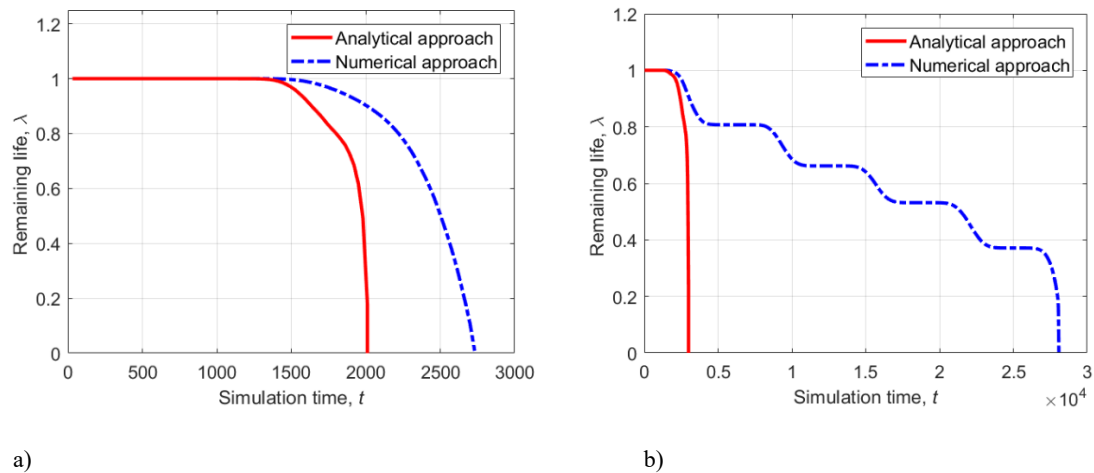 1.2
1
0.8
0.6
0.4
0.2
0
Remaining life, λ
Analytical approach
Numerical approach
0 500 1000 1500 2000 2500 3000
Simulation time, t
a)
1.2
1
0.8
0.6
0.4
0.2
0
Remaining life, λ
Analytical approach
Numerical approach
0 0.5 1 1.5 2 2.5 3
Simulation time, t
×10⁴
b)